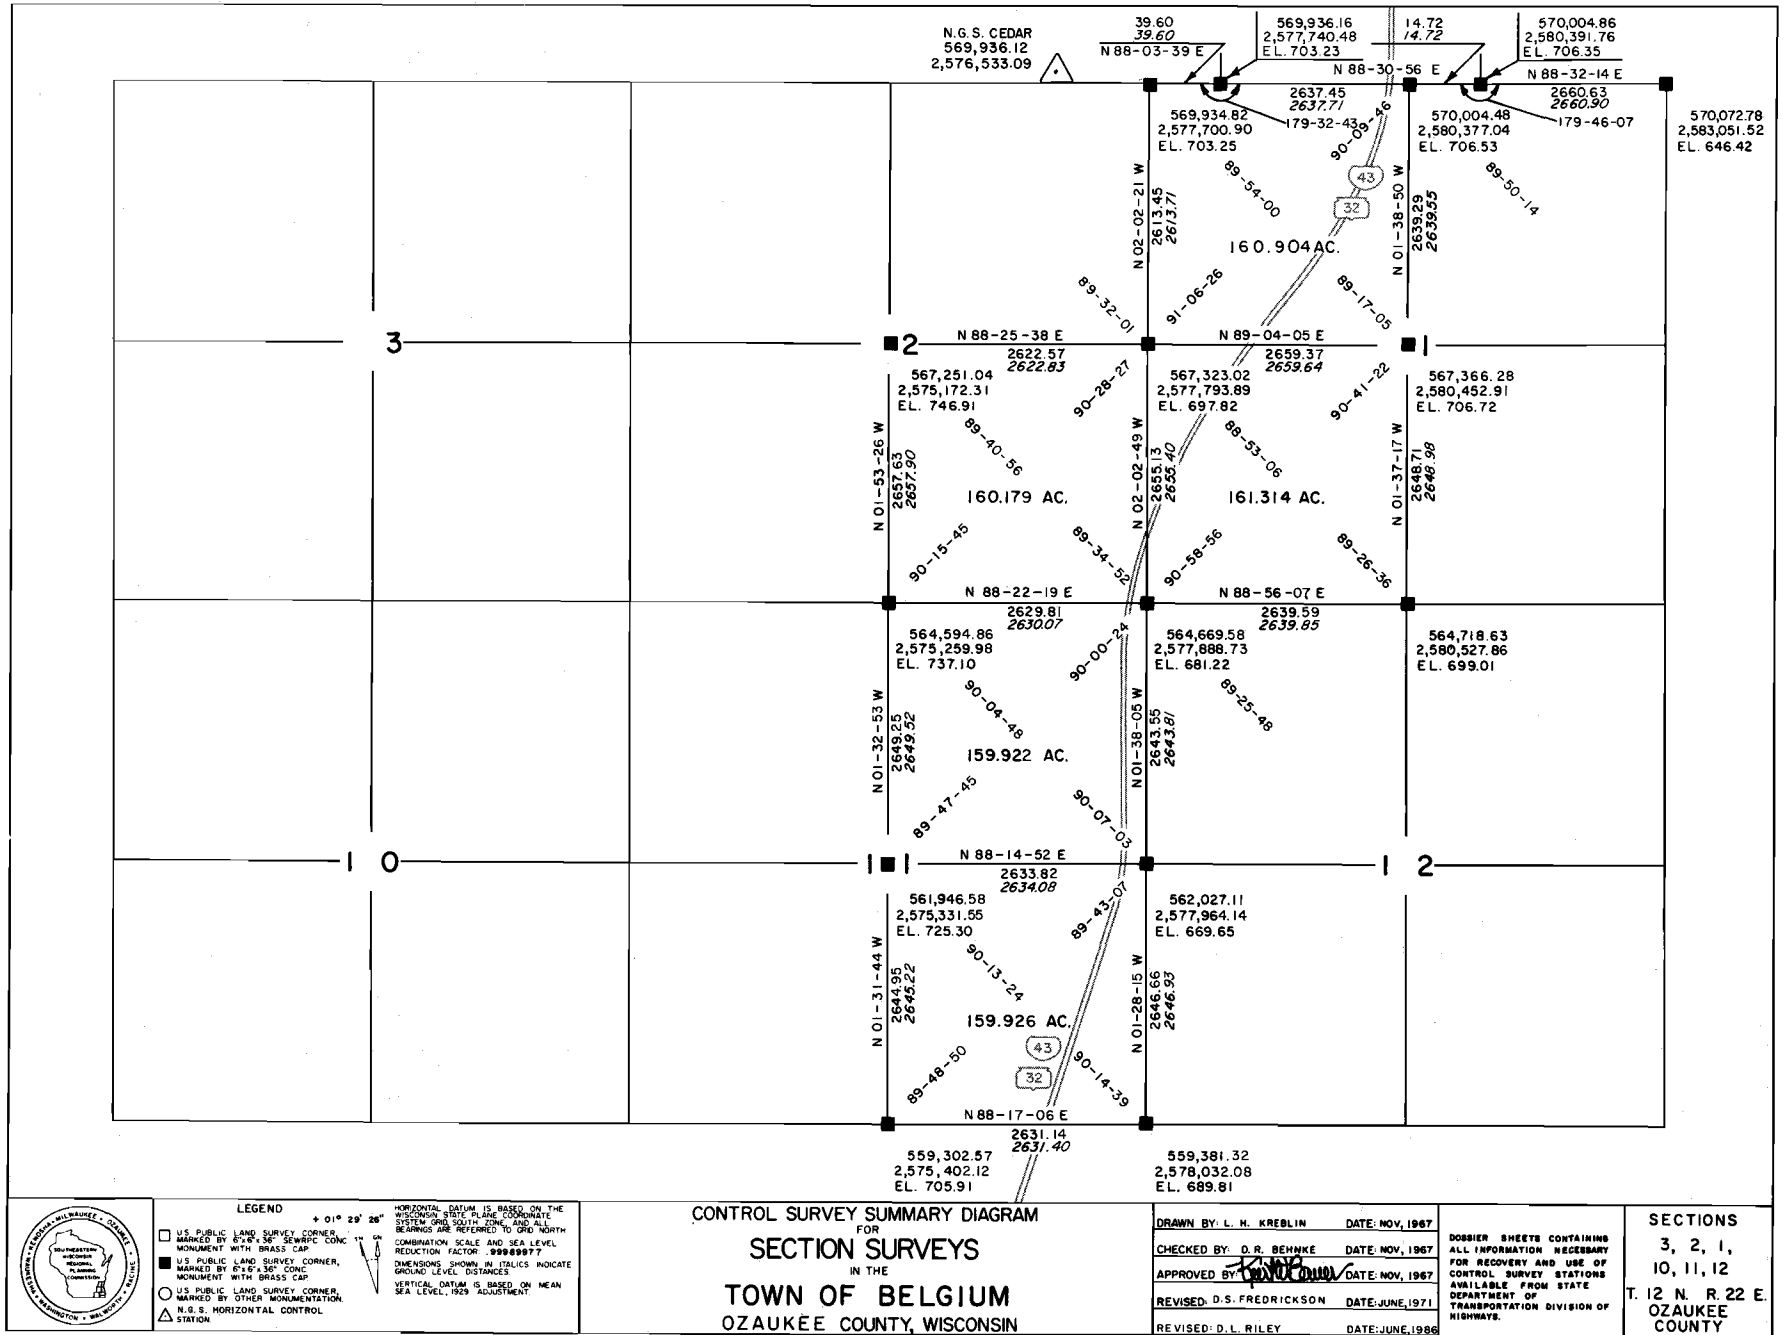 N.G.S. CEDAR
569,936.12
2,576,533.09
39.60
39.60
N 88-03-39 E
569,936.16
2,577,740.48
EL. 703.23
14.72
14.72
570,004.86
2,580,391.76
EL. 706.35
N 88-30-56 E
N 88-32-14 E
2637.45
2637.71
2660.63
2660.90
569,934.82
2,577,700.90
EL. 703.25
179-32-43
90-09-46
570,004.48
2,580,377.04
EL. 706.53
179-46-07
570,072.78
2,583,051.52
EL. 646.42
N 02-02-21 W
2613.45
2613.71
89-54-00
43
32
N 01-38-50 W
2639.29
2639.55
89-50-14
160.904 AC.
89-32-01
91-06-26
89-17-05
3
2
N 88-25-38 E
2622.57
2622.83
N 89-04-05 E
2659.37
2659.64
1
567,251.04
2,575,172.31
EL. 746.91
90-28-27
567,323.02
2,577,793.89
EL. 697.82
90-41-22
567,366.28
2,580,452.91
EL. 706.72
N 01-53-26 W
2657.63
2657.90
89-40-56
N 02-02-49 W
2655.13
2655.40
88-53-06
N 01-37-17 W
2648.71
2648.98
160.179 AC.
161.314 AC.
90-15-45
89-34-52
90-58-56
89-26-36
N 88-22-19 E
2629.81
2630.07
N 88-56-07 E
2639.59
2639.85
564,594.86
2,575,259.98
EL. 737.10
90-00-24
564,669.58
2,577,888.73
EL. 681.22
564,718.63
2,580,527.86
EL. 699.01
N 01-32-53 W
2649.25
2649.52
90-04-48
N 01-38-05 W
2643.55
2643.81
89-25-48
159.922 AC.
89-47-45
90-07-03
10
11
N 88-14-52 E
2633.82
2634.08
12
561,946.58
2,575,331.55
EL. 725.30
89-43-07
562,027.11
2,577,964.14
EL. 669.65
N 01-31-44 W
2644.95
2645.22
90-13-24
N 01-28-15 W
2646.66
2646.93
159.926 AC.
43
32
89-48-50
90-14-39
N 88-17-06 E
2631.14
2631.40
559,302.57
2,575,402.12
EL. 705.91
559,381.32
2,578,032.08
EL. 689.81
KENOSHA • MILWAUKEE • OZAUKEE • RACINE • WALWORTH • WASHINGTON • WAUKESHA
SOUTHEASTERN
WISCONSIN
REGIONAL
PLANNING
COMMISSION
LEGEND
U.S. PUBLIC LAND SURVEY CORNER,
MARKED BY 6"x6"x36" SEWRPC CONC
MONUMENT WITH BRASS CAP
U.S. PUBLIC LAND SURVEY CORNER,
MARKED BY 6"x6"x36" CONC
MONUMENT WITH BRASS CAP
U.S. PUBLIC LAND SURVEY CORNER,
MARKED BY OTHER MONUMENTATION.
N.G.S. HORIZONTAL CONTROL
STATION
+ 01° 29' 26"
TN GN
HORIZONTAL DATUM IS BASED ON THE
WISCONSIN STATE PLANE COORDINATE
SYSTEM GRID, SOUTH ZONE, AND ALL
BEARINGS ARE REFERRED TO GRID NORTH
COMBINATION SCALE AND SEA LEVEL
REDUCTION FACTOR: .99989977
DIMENSIONS SHOWN IN ITALICS INDICATE
GROUND LEVEL DISTANCES
VERTICAL DATUM IS BASED ON MEAN
SEA LEVEL, 1929 ADJUSTMENT.
CONTROL SURVEY SUMMARY DIAGRAM
FOR
SECTION SURVEYS
IN THE
TOWN OF BELGIUM
OZAUKEE COUNTY, WISCONSIN
DRAWN BY: L. H. KREBLIN DATE: NOV, 1967
CHECKED BY: D.R. BEHNKE DATE: NOV, 1967
APPROVED BY: DATE: NOV, 1967
REVISED: D.S. FREDRICKSON DATE: JUNE, 1971
REVISED: D.L. RILEY DATE: JUNE, 1986
DOSSIER SHEETS CONTAINING
ALL INFORMATION NECESSARY
FOR RECOVERY AND USE OF
CONTROL SURVEY STATIONS
AVAILABLE FROM STATE
DEPARTMENT OF
TRANSPORTATION DIVISION OF
HIGHWAYS.
SECTIONS
3, 2, 1,
10, 11, 12
T. 12 N. R. 22 E.
OZAUKEE
COUNTY